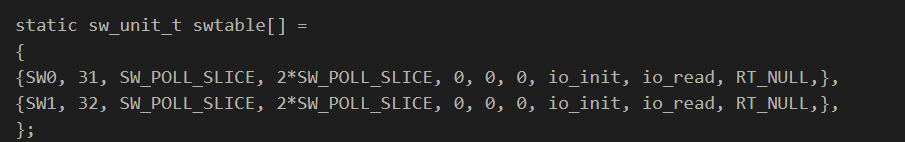 static sw_unit_t swtable[] =
{
{SW0, 31, SW_POLL_SLICE, 2*SW_POLL_SLICE, 0, 0, 0, io_init, io_read, RT_NULL,},
{SW1, 32, SW_POLL_SLICE, 2*SW_POLL_SLICE, 0, 0, 0, io_init, io_read, RT_NULL,},
};